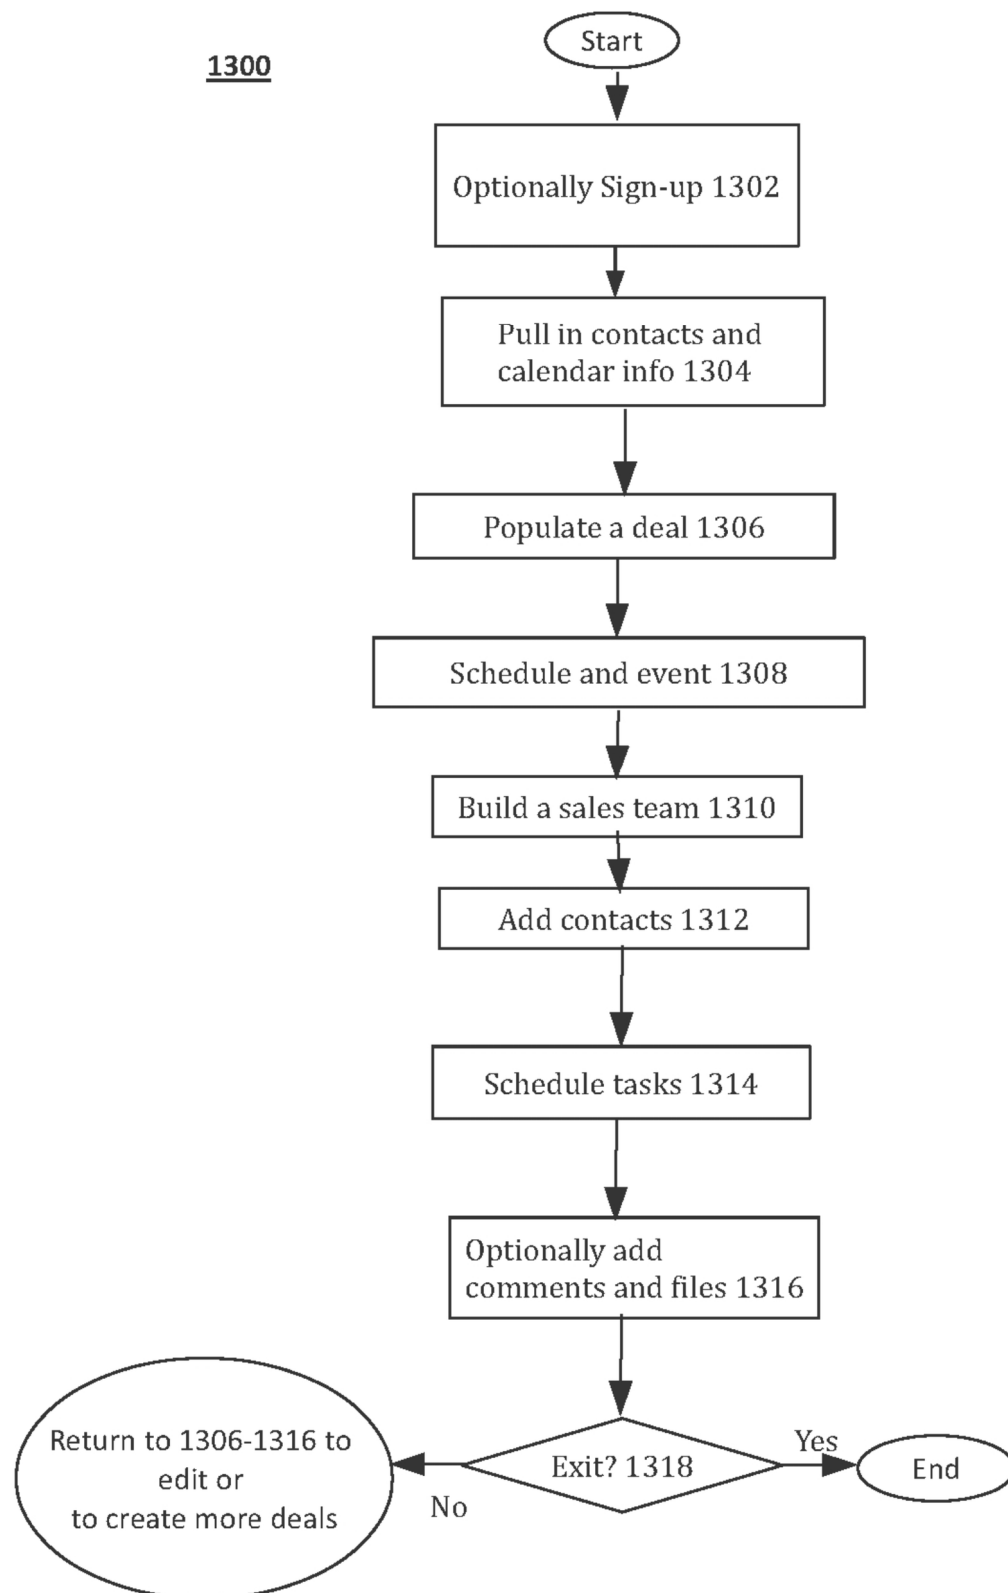 1300
Start
Optionally Sign-up 1302
Pull in contacts and
calendar info 1304
Populate a deal 1306
Schedule and event 1308
Build a sales team 1310
Add contacts 1312
Schedule tasks 1314
Optionally add
comments and files 1316
Exit? 1318
Yes
End
No
Return to 1306-1316 to
edit or
to create more deals